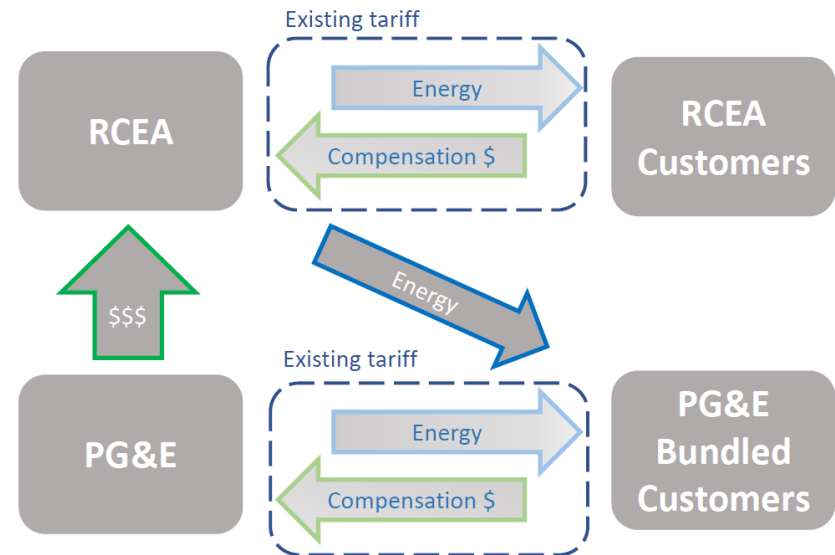 Existing tariff
RCEA
Energy
Compensation $
RCEA
Customers
$$$
Energy
Existing tariff
PG&E
Energy
Compensation $
PG&E
Bundled
Customers